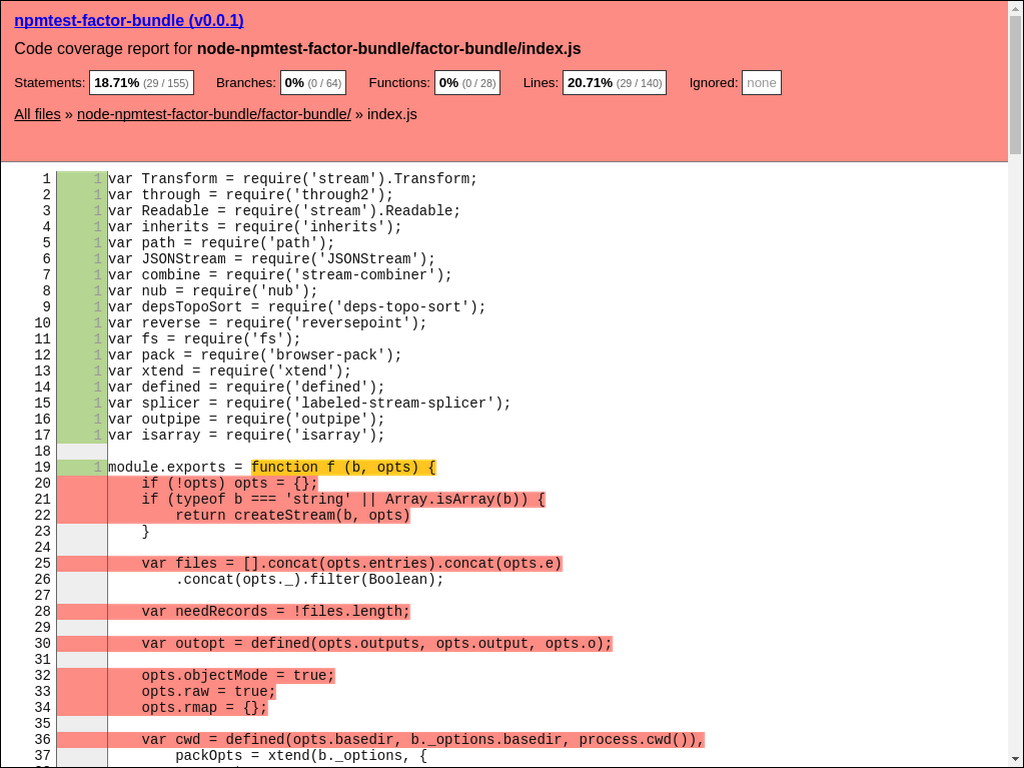 npmtest-factor-bundle (v0.0.1)
Code coverage report for node-npmtest-factor-bundle/factor-bundle/index.js
Statements: 18.71% (29 / 155) Branches: 0% (0 / 64) Functions: 0% (0 / 28) Lines: 20.71% (29 / 140) Ignored: none
All files » node-npmtest-factor-bundle/factor-bundle/ » index.js
1 1 var Transform = require('stream').Transform;
2 1 var through = require('through2');
3 1 var Readable = require('stream').Readable;
4 1 var inherits = require('inherits');
5 1 var path = require('path');
6 1 var JSONStream = require('JSONStream');
7 1 var combine = require('stream-combiner');
8 1 var nub = require('nub');
9 1 var depsTopoSort = require('deps-topo-sort');
10 1 var reverse = require('reversepoint');
11 1 var fs = require('fs');
12 1 var pack = require('browser-pack');
13 1 var xtend = require('xtend');
14 1 var defined = require('defined');
15 1 var splicer = require('labeled-stream-splicer');
16 1 var outpipe = require('outpipe');
17 1 var isarray = require('isarray');
18
19 1 module.exports = function f (b, opts) {
20 if (!opts) opts = {};
21 if (typeof b === 'string' || Array.isArray(b)) {
22 return createStream(b, opts)
23 }
24
25 var files = [].concat(opts.entries).concat(opts.e)
26 .concat(opts._).filter(Boolean);
27
28 var needRecords = !files.length;
29
30 var outopt = defined(opts.outputs, opts.output, opts.o);
31
32 opts.objectMode = true;
33 opts.raw = true;
34 opts.rmap = {};
35
36 var cwd = defined(opts.basedir, b._options.basedir, process.cwd()),
37 packOpts = xtend(b._options, {